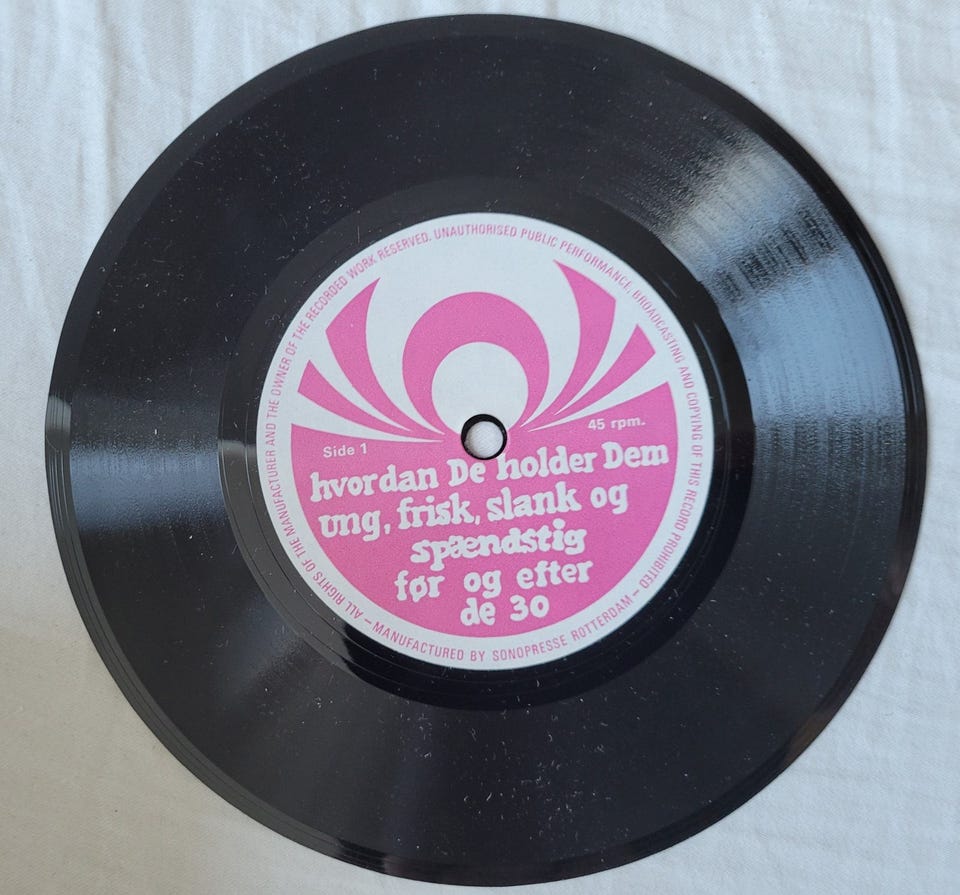 ALL RIGHTS OF THE MANUFACTURER AND THE OWNER OF THE RECORDED WORK RESERVED. UNAUTHORISED PUBLIC PERFORMANCE, BROADCASTING AND COPYING OF THIS RECORD PROHIBITED –
Side 1
45 rpm.
hvordan De holder Dem
ung, frisk, slank og
spændstig
før og efter
de 30
– MANUFACTURED BY SONOPRESSE ROTTERDAM –